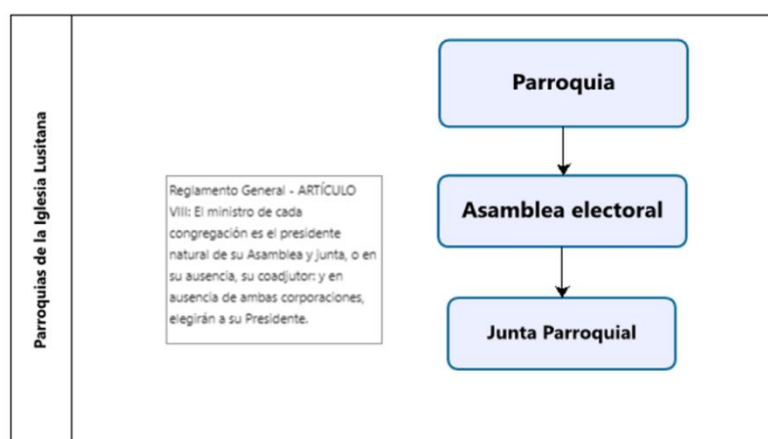 Parroquias de la Iglesia Lusitana
Parroquia
Asamblea electoral
Junta Parroquial
Reglamento General - ARTÍCULO
VIII: El ministro de cada
congregación es el presidente
natural de su Asamblea y junta, o en
su ausencia, su coadjutor: y en
ausencia de ambas corporaciones,
elegirán a su Presidente.